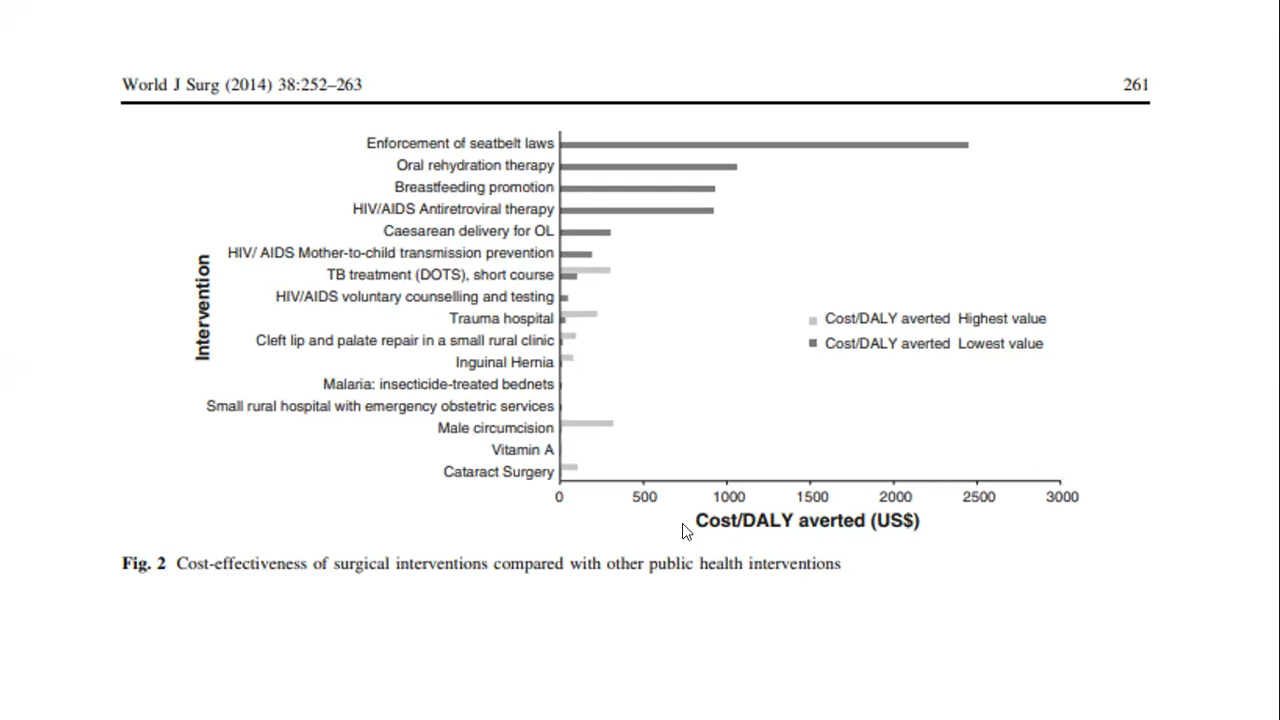 World J Surg (2014) 38:252–263
261
Enforcement of seatbelt laws
Oral rehydration therapy
Breastfeeding promotion
HIV/AIDS Antiretroviral therapy
Caesarean delivery for OL
HIV/ AIDS Mother-to-child transmission prevention
TB treatment (DOTS), short course
HIV/AIDS voluntary counselling and testing
Trauma hospital
Cleft lip and palate repair in a small rural clinic
Inguinal Hernia
Malaria: insecticide-treated bednets
Small rural hospital with emergency obstetric services
Male circumcision
Vitamin A
Cataract Surgery
Intervention
Cost/DALY averted Highest value
Cost/DALY averted Lowest value
0 500 1000 1500 2000 2500 3000
Cost/DALY averted (US$)
Fig. 2 Cost-effectiveness of surgical interventions compared with other public health interventions